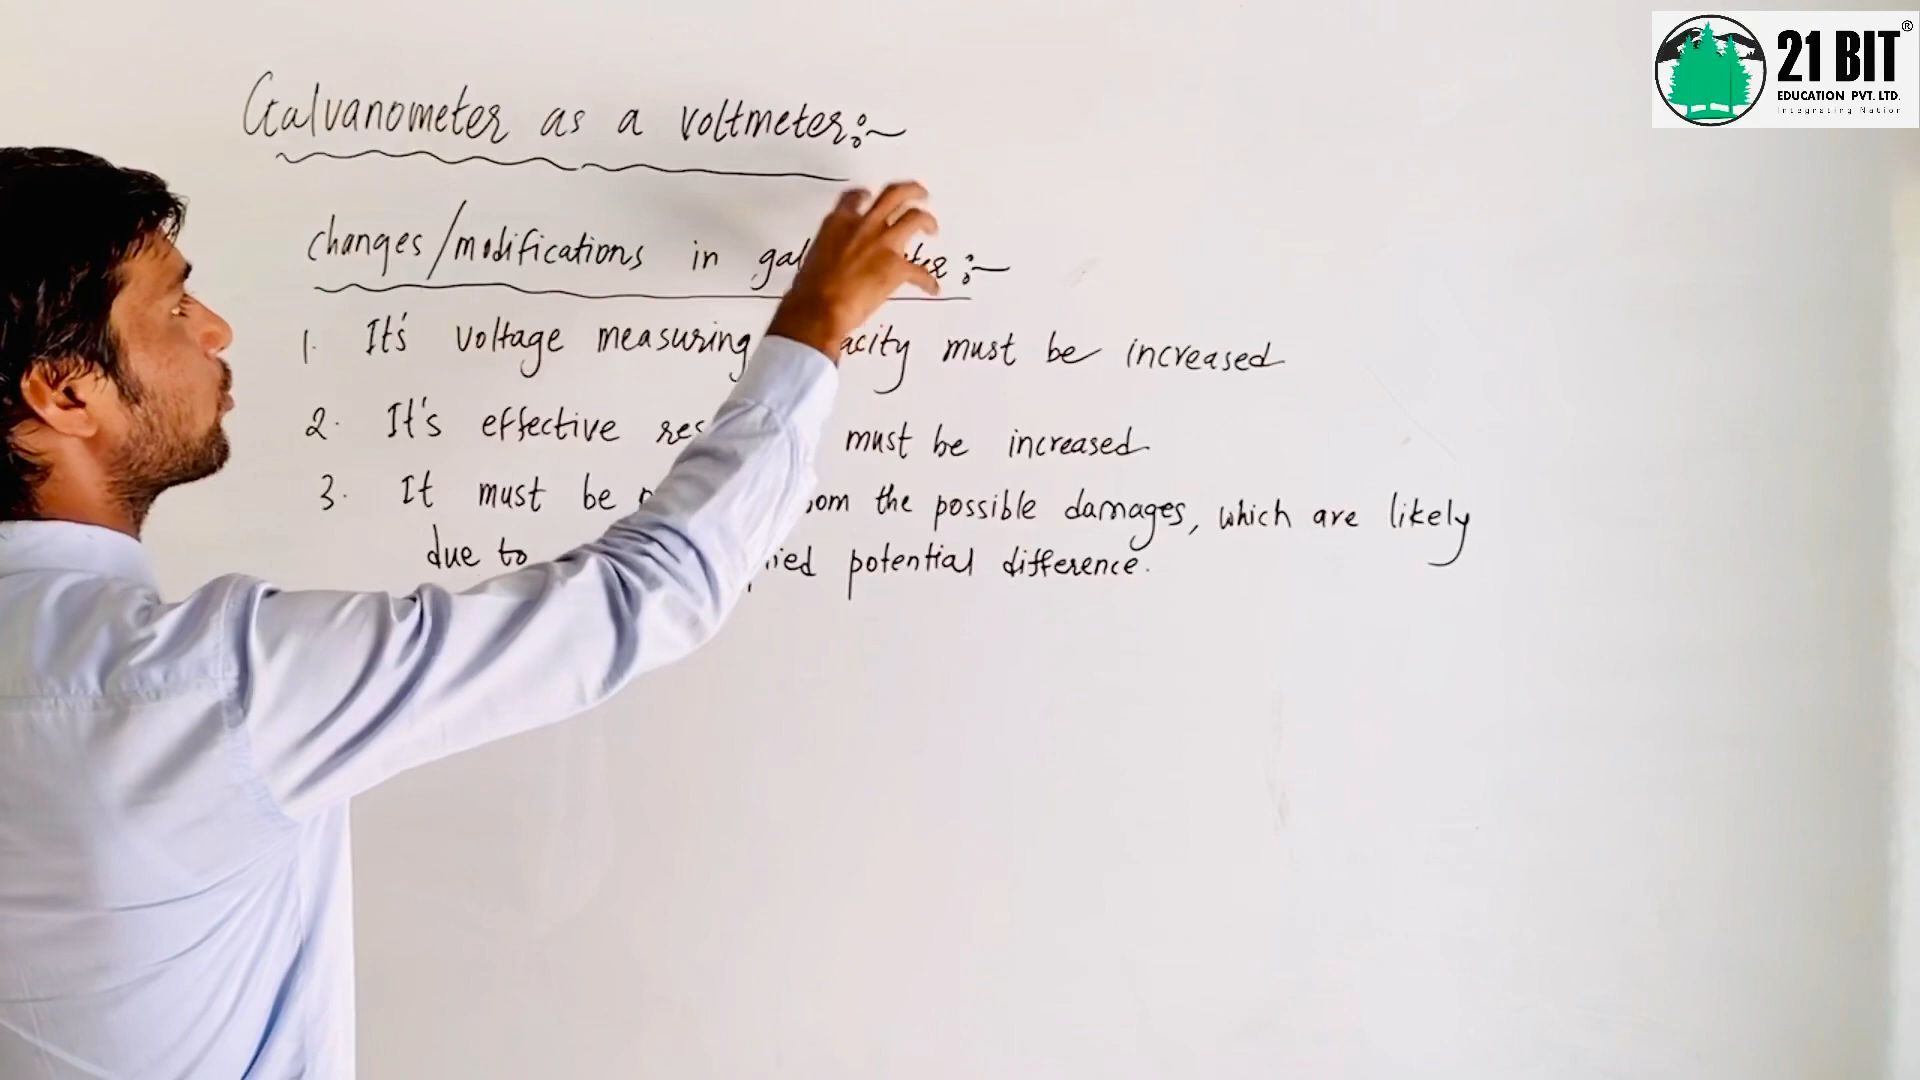 Galvanometer as a voltmeter:~
changes/modifications in :-
1. It's voltage measuring must be increased
2. It's effective must be increased
3. It must be the possible damages, which are likely
due to potential difference.
21 BIT®
EDUCATION PVT. LTD.
Integrating Nation